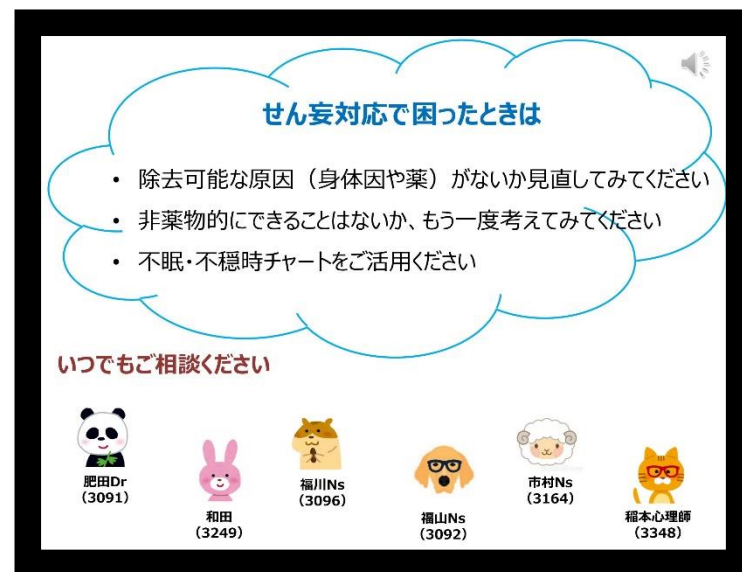 せん妄対応で困ったときは
• 除去可能な原因（身体因や薬）がないか見直してみてください
• 非薬物的にできることはないか、もう一度考えてみてください
• 不眠・不穏時チャートをご活用ください
いつでもご相談ください
肥田Dr
（3091）
和田
（3249）
福川Ns
（3096）
福山Ns
（3092）
市村Ns
（3164）
稲本心理師
（3348）